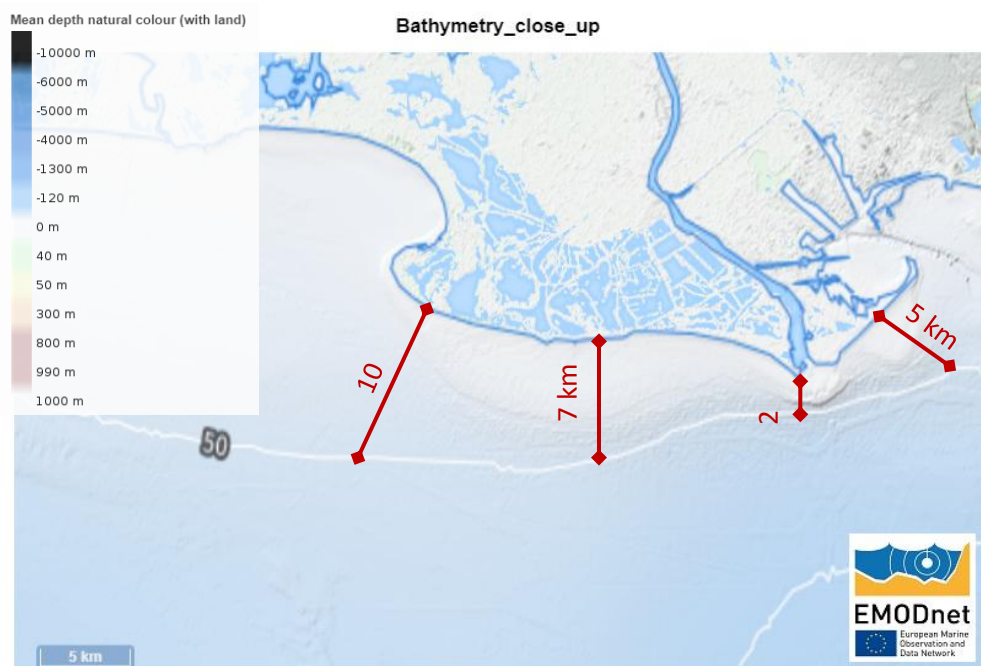 Bathymetry_close_up
Mean depth natural colour (with land)
-10000 m
-6000 m
-5000 m
-4000 m
-1300 m
-120 m
0 m
40 m
50 m
300 m
800 m
990 m
1000 m
5 km
10
7 km
2
50
EMODnet
European Marine
Observation and
Data Network
5 km